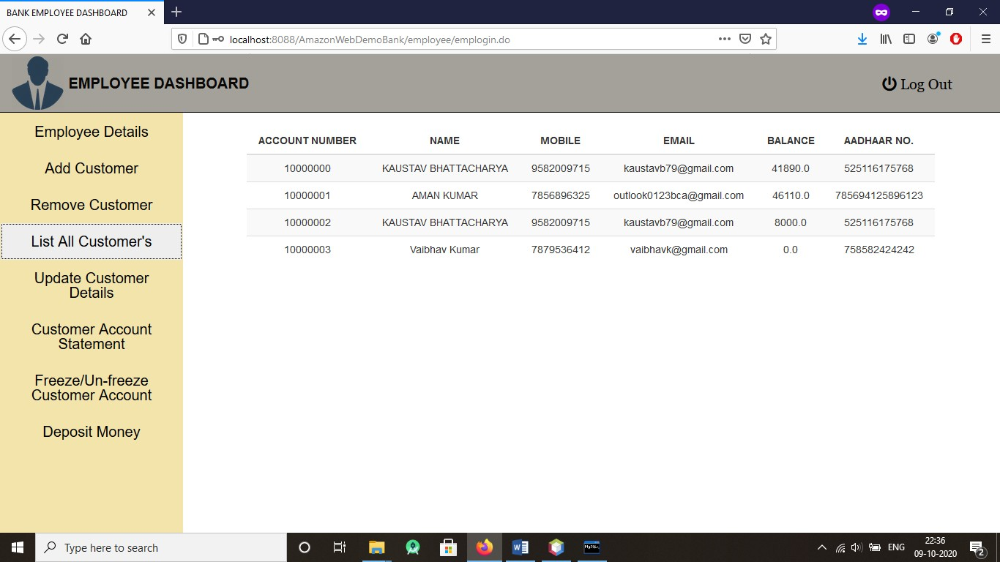 BANK EMPLOYEE DASHBOARD
localhost:8088/AmazonWebDemoBank/employee/emplogin.do
EMPLOYEE DASHBOARD
Log Out
Employee Details
Add Customer
Remove Customer
List All Customer's
Update Customer
Details
Customer Account
Statement
Freeze/Un-freeze
Customer Account
Deposit Money
ACCOUNT NUMBER NAME MOBILE EMAIL BALANCE AADHAAR NO.
10000000 KAUSTAV BHATTACHARYA 9582009715 kaustavb79@gmail.com 41890.0 525116175768
10000001 AMAN KUMAR 7856896325 outlook0123bca@gmail.com 46110.0 785694125896123
10000002 KAUSTAV BHATTACHARYA 9582009715 kaustavb79@gmail.com 8000.0 525116175768
10000003 Vaibhav Kumar 7879536412 vaibhavk@gmail.com 0.0 758582424242
Type here to search
MySQL
ENG
22:36
09-10-2020
2